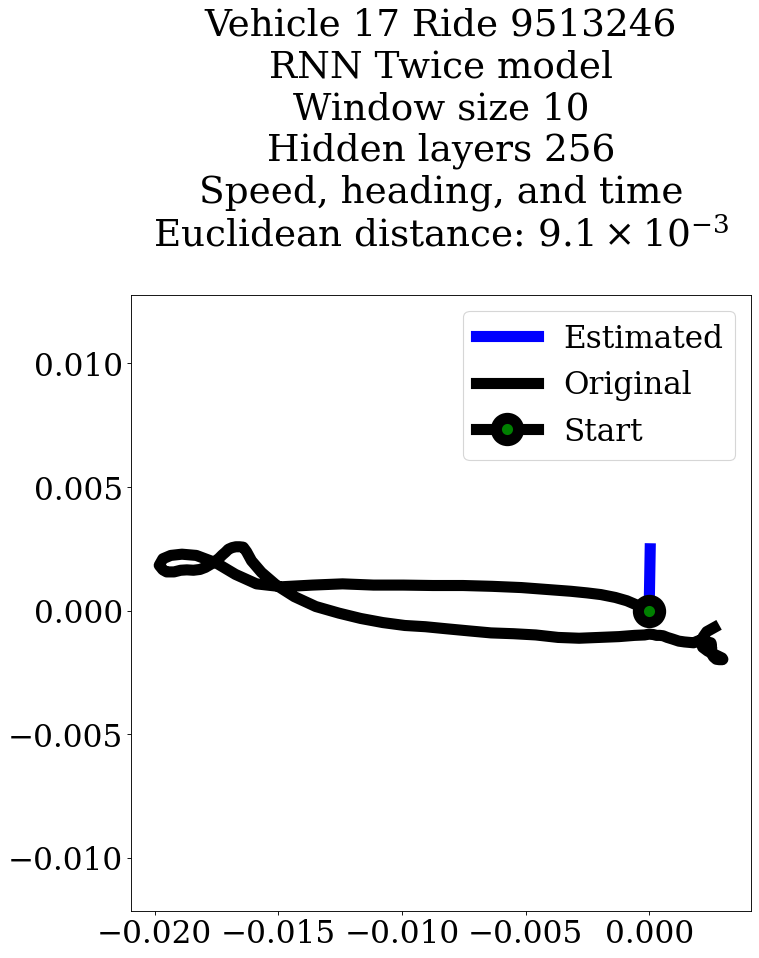 Vehicle 17 Ride 9513246
RNN Twice model
Window size 10
Hidden layers 256
Speed, heading, and time
Euclidean distance: 9.1 × 10⁻³
Estimated
Original
Start
0.010
0.005
0.000
−0.005
−0.010
−0.020 −0.015 −0.010 −0.005 0.000